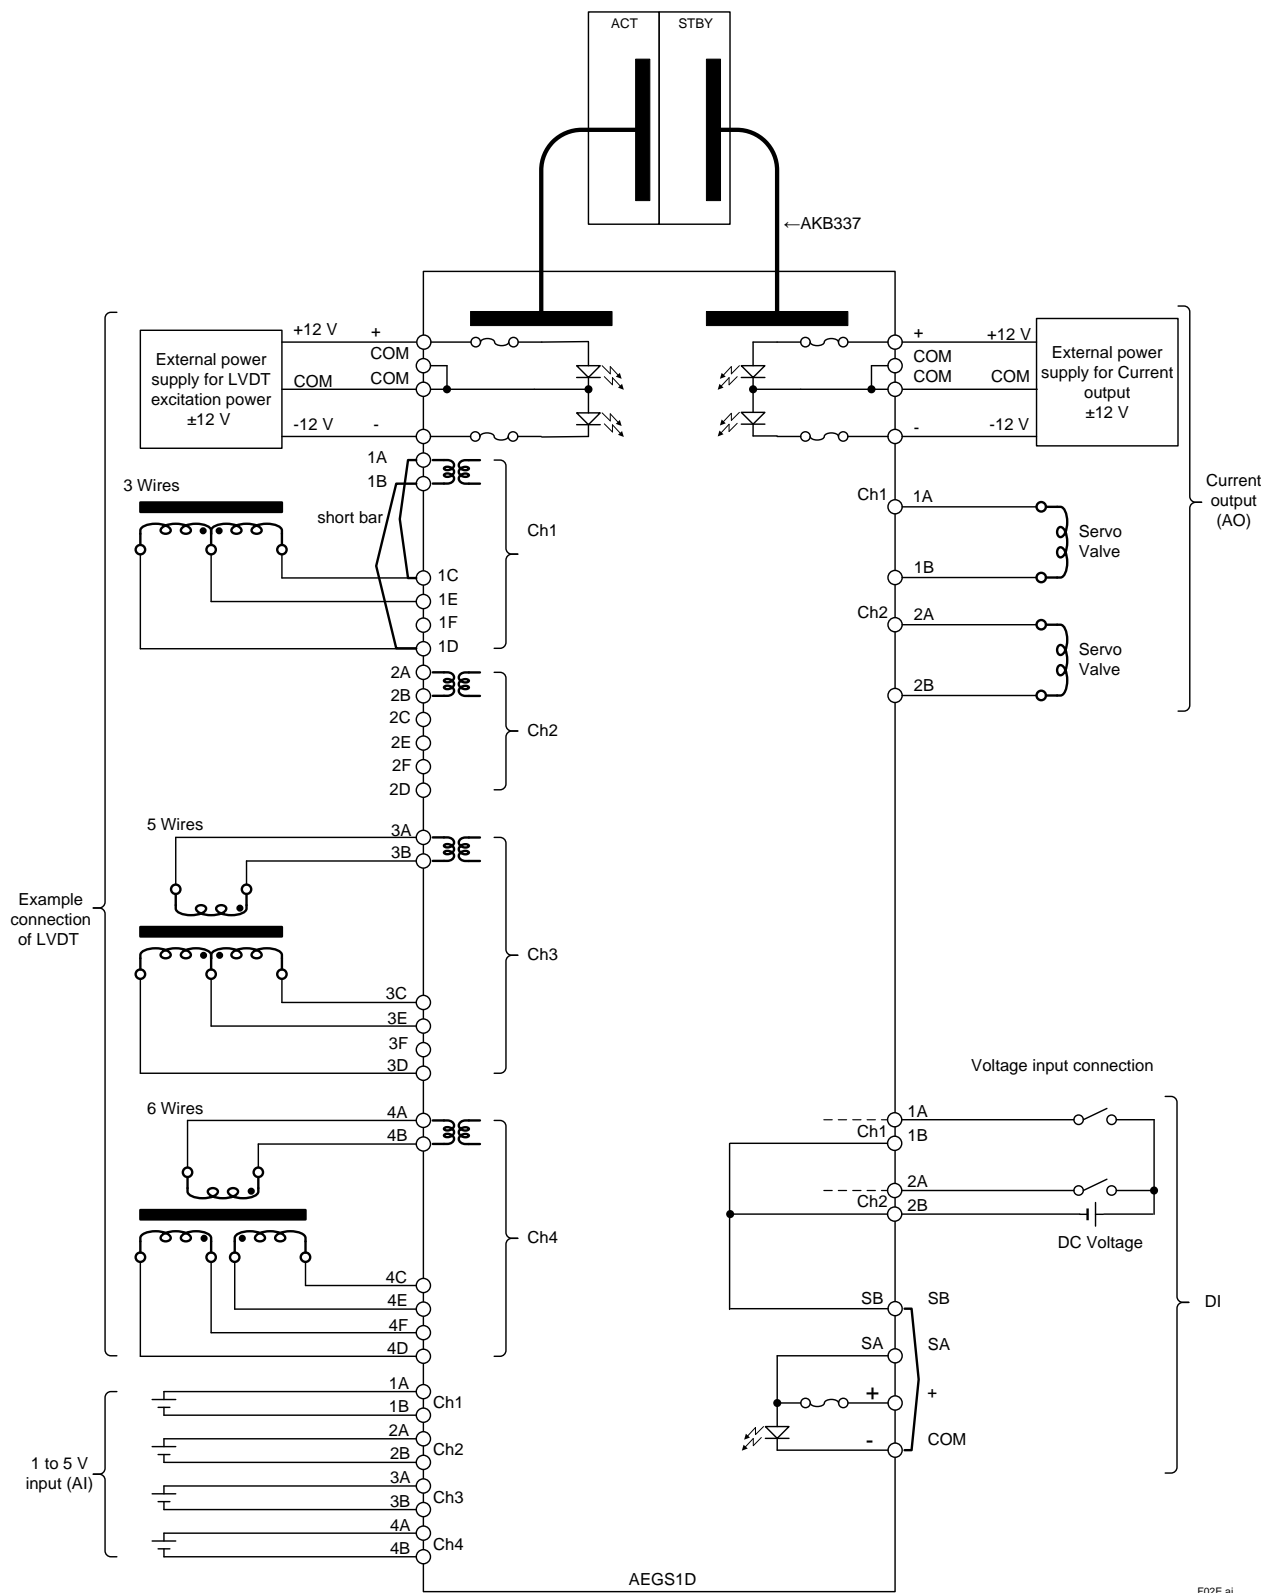 ACT STBY
←AKB337
+12 V +
COM
COM COM
-12 V -
External power
supply for LVDT
excitation power
±12 V
+ +12 V
COM
COM COM
- -12 V
External power
supply for Current
output
±12 V
1A
1B
3 Wires
short bar
Ch1
1C
1E
1F
1D
2A
2B
2C
2E
2F
2D
Ch2
5 Wires
3A
3B
3C
3E
3F
3D
Ch3
6 Wires
4A
4B
4C
4E
4F
4D
Ch4
Example
connection
of LVDT
1A
1B
Ch1
2A
2B
Ch2
3A
3B
Ch3
4A
4B
Ch4
1 to 5 V
input (AI)
Ch1 1A
1B
Servo
Valve
Ch2 2A
2B
Servo
Valve
Current
output
(AO)
Voltage input connection
1A
Ch1 1B
2A
Ch2 2B
DC Voltage
SB SB
SA SA
+ +
- COM
DI
AEGS1D
F02E.ai